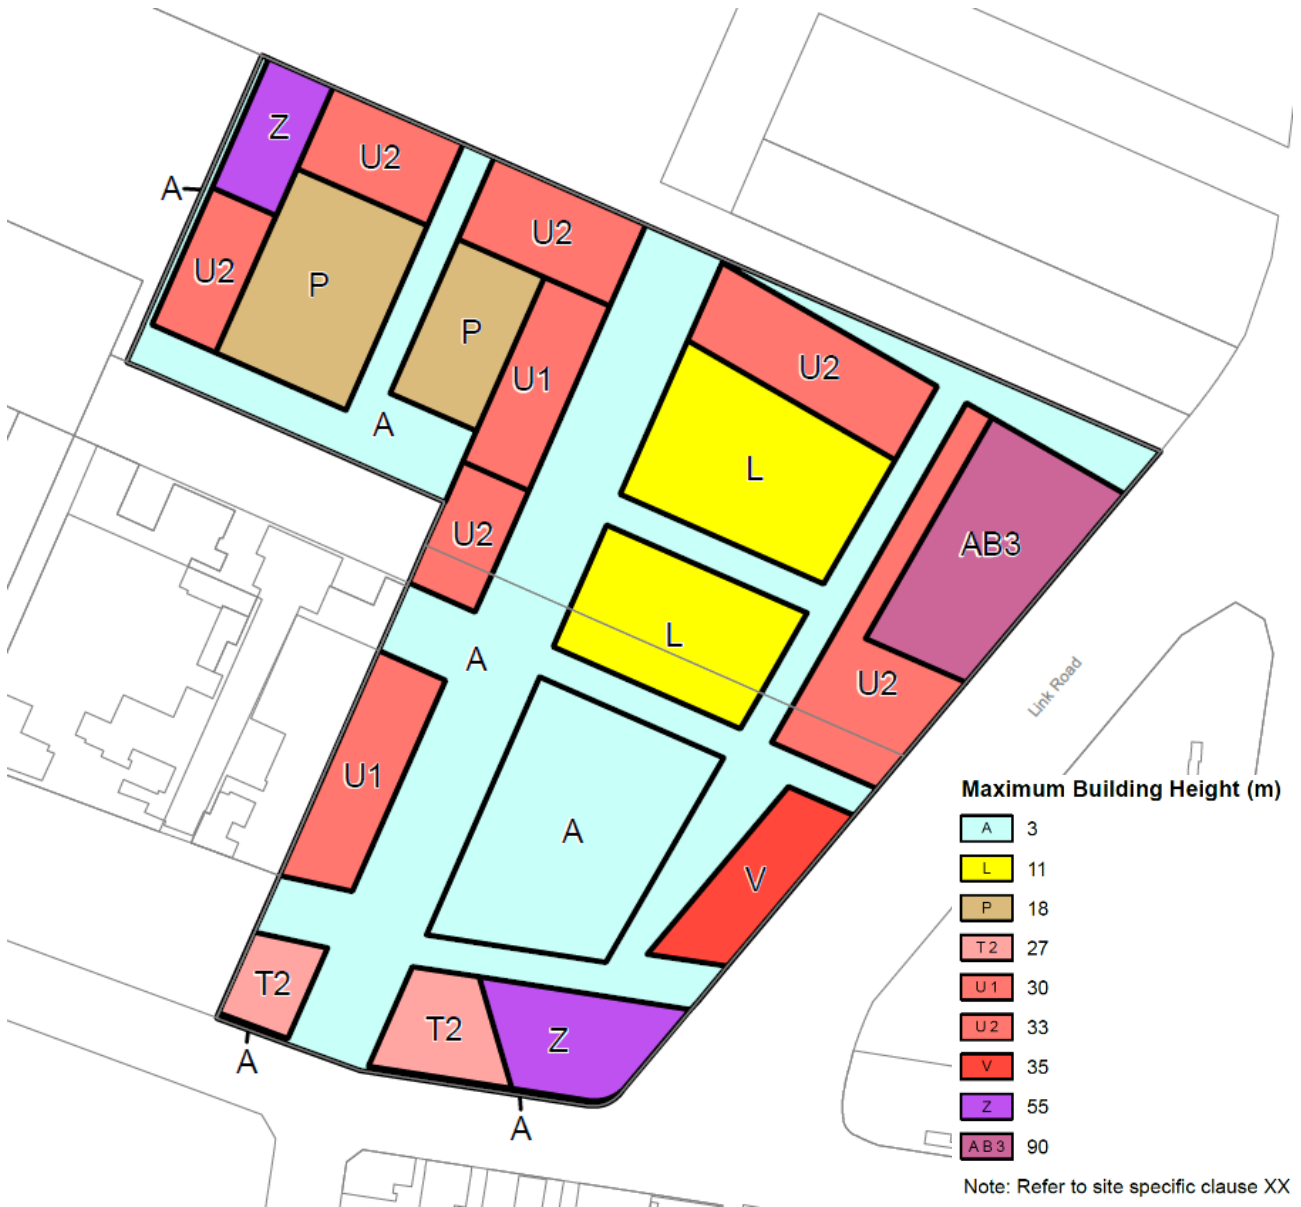 Z
U2
A
U2
U2
P
P
U2
U1
A
L
U2
AB3
A
L
U2
Link Road
U1
A
V
T2
T2
Z
A
A
Maximum Building Height (m)
A 3
L 11
P 18
T2 27
U1 30
U2 33
V 35
Z 55
AB3 90
Note: Refer to site specific clause XX